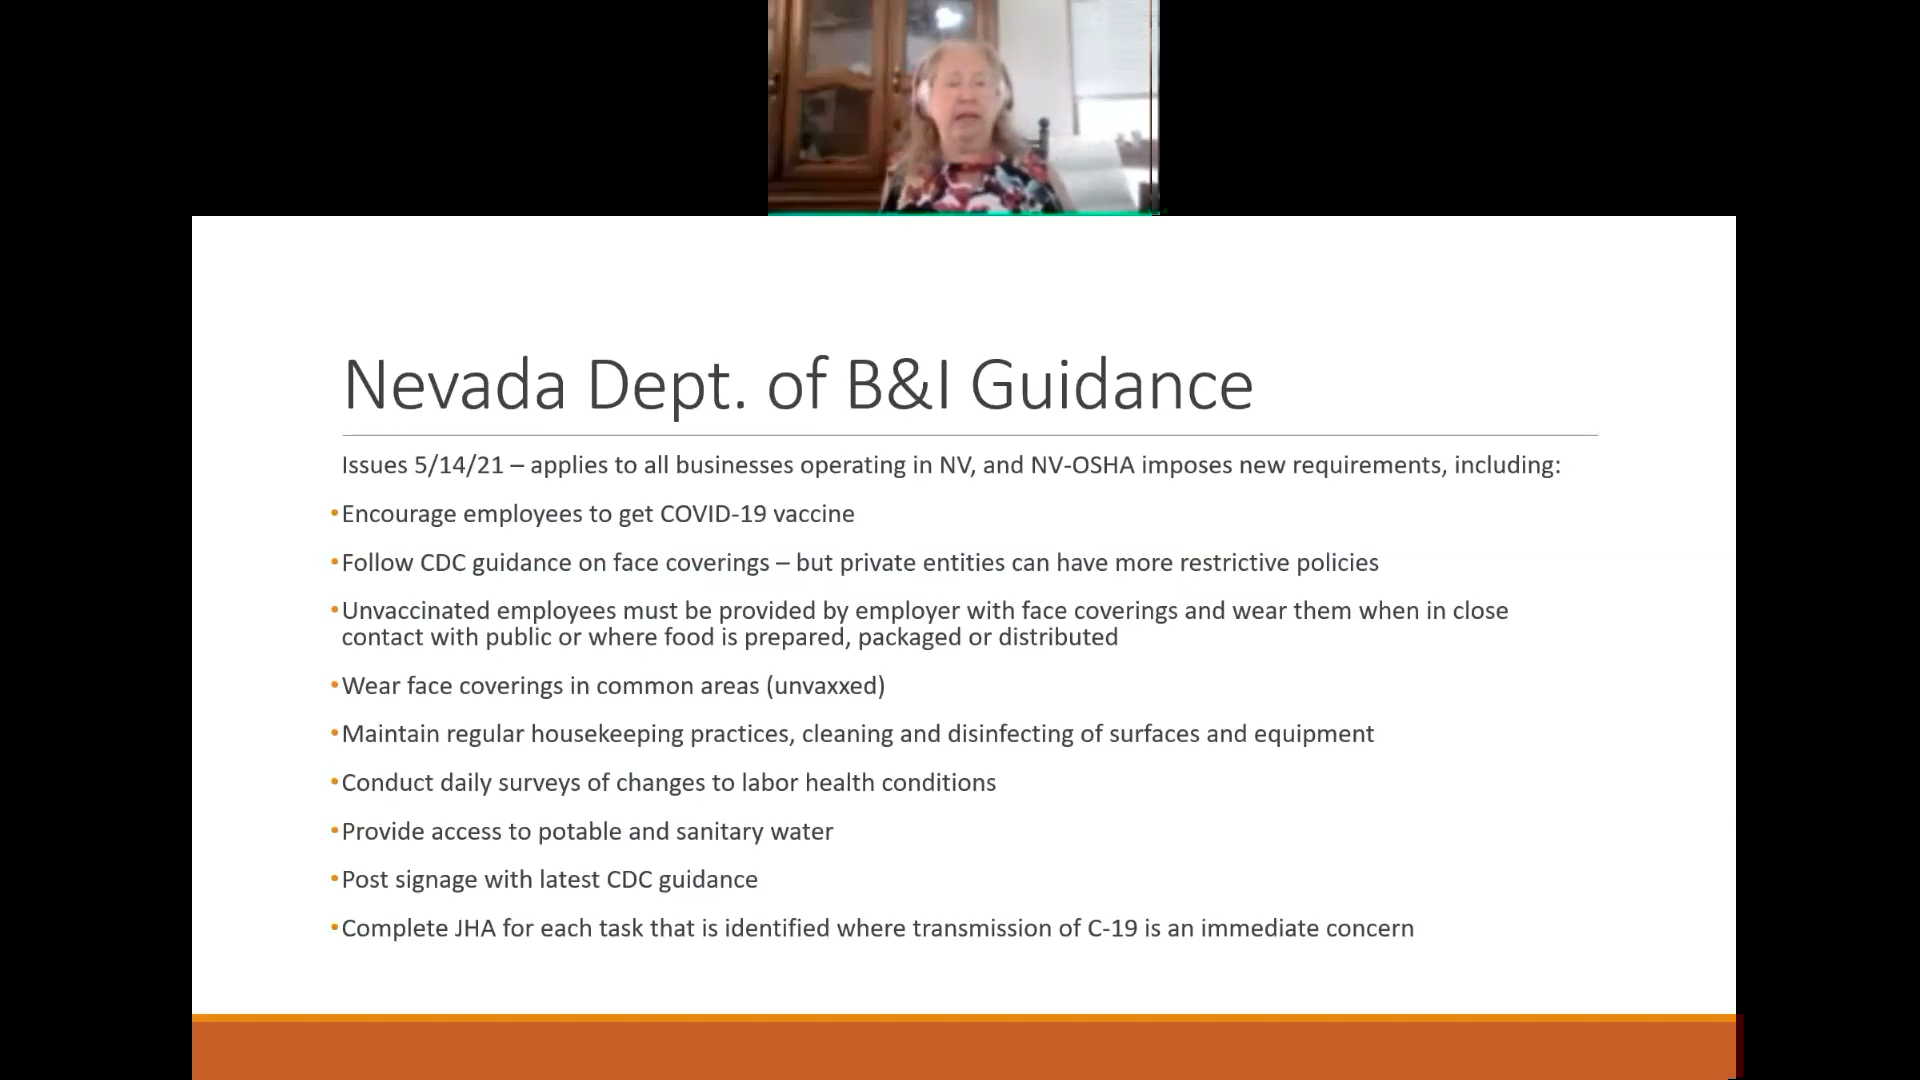 Nevada Dept. of B&I Guidance
Issues 5/14/21 – applies to all businesses operating in NV, and NV-OSHA imposes new requirements, including:
•Encourage employees to get COVID-19 vaccine
•Follow CDC guidance on face coverings – but private entities can have more restrictive policies
•Unvaccinated employees must be provided by employer with face coverings and wear them when in close
contact with public or where food is prepared, packaged or distributed
•Wear face coverings in common areas (unvaxxed)
•Maintain regular housekeeping practices, cleaning and disinfecting of surfaces and equipment
•Conduct daily surveys of changes to labor health conditions
•Provide access to potable and sanitary water
•Post signage with latest CDC guidance
•Complete JHA for each task that is identified where transmission of C-19 is an immediate concern